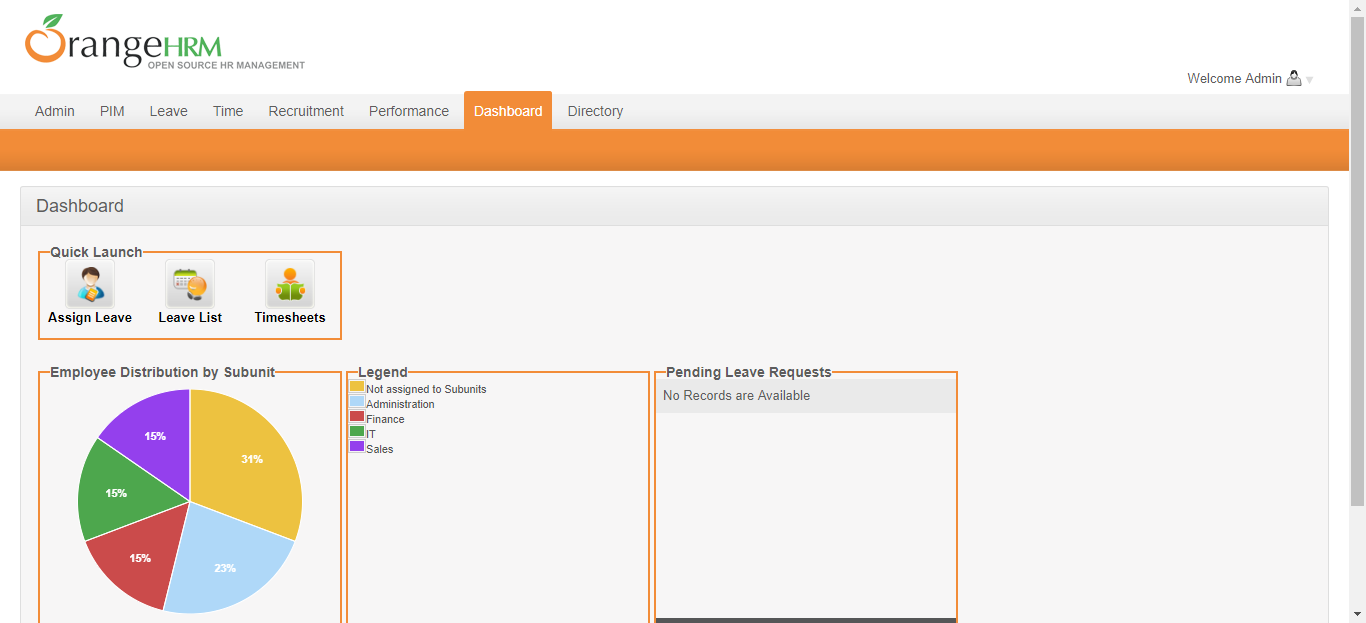 OrangeHRM
OPEN SOURCE HR MANAGEMENT
Welcome Admin
Admin PIM Leave Time Recruitment Performance Dashboard Directory
Dashboard
Quick Launch
Assign Leave Leave List Timesheets
Employee Distribution by Subunit
31%
23%
15%
15%
15%
Legend
Not assigned to Subunits
Administration
Finance
IT
Sales
Pending Leave Requests
No Records are Available